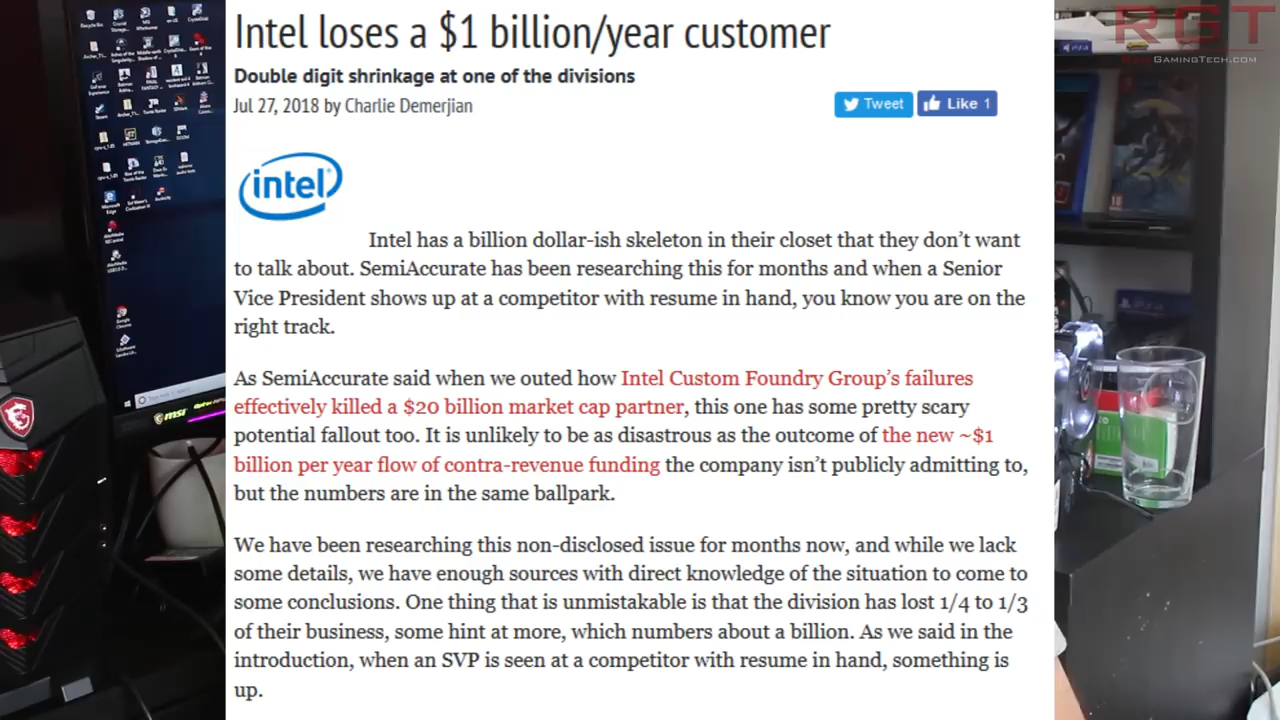 Intel loses a $1 billion/year customer
Double digit shrinkage at one of the divisions
Jul 27, 2018 by Charlie Demerjian
Tweet
Like 1
intel
Intel has a billion dollar-ish skeleton in their closet that they don't want
to talk about. SemiAccurate has been researching this for months and when a Senior
Vice President shows up at a competitor with resume in hand, you know you are on the
right track.
As SemiAccurate said when we outed how Intel Custom Foundry Group's failures
effectively killed a $20 billion market cap partner, this one has some pretty scary
potential fallout too. It is unlikely to be as disastrous as the outcome of the new ~$1
billion per year flow of contra-revenue funding the company isn't publicly admitting to,
but the numbers are in the same ballpark.
We have been researching this non-disclosed issue for months now, and while we lack
some details, we have enough sources with direct knowledge of the situation to come to
some conclusions. One thing that is unmistakable is that the division has lost 1/4 to 1/3
of their business, some hint at more, which numbers about a billion. As we said in the
introduction, when an SVP is seen at a competitor with resume in hand, something is
up.
RGT
GamingTech.com
msi